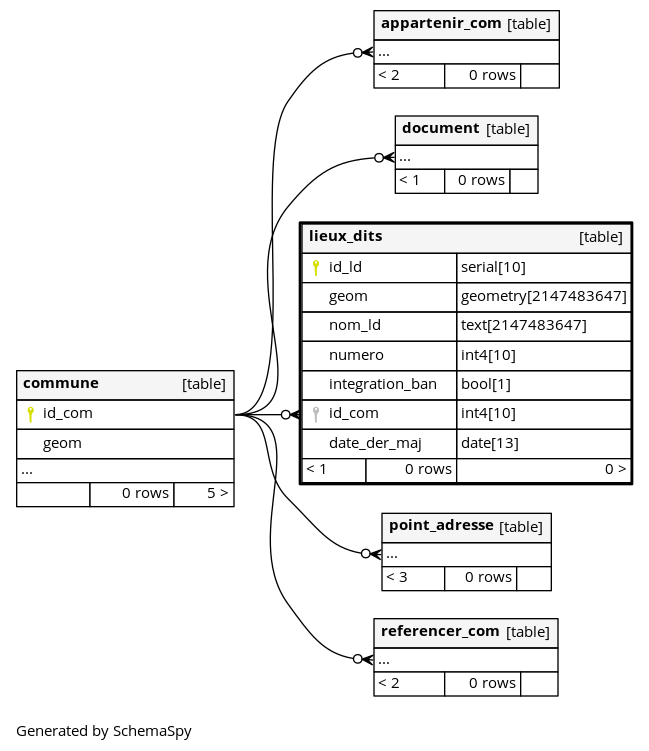 appartenir_com [table]
...
< 2 0 rows
document [table]
...
< 1 0 rows
lieux_dits [table]
id_ld serial[10]
geom geometry[2147483647]
nom_ld text[2147483647]
numero int4[10]
integration_ban bool[1]
id_com int4[10]
date_der_maj date[13]
< 1 0 rows 0 >
commune [table]
id_com
geom
...
0 rows 5 >
point_adresse [table]
...
< 3 0 rows
referencer_com [table]
...
< 2 0 rows
Generated by SchemaSpy